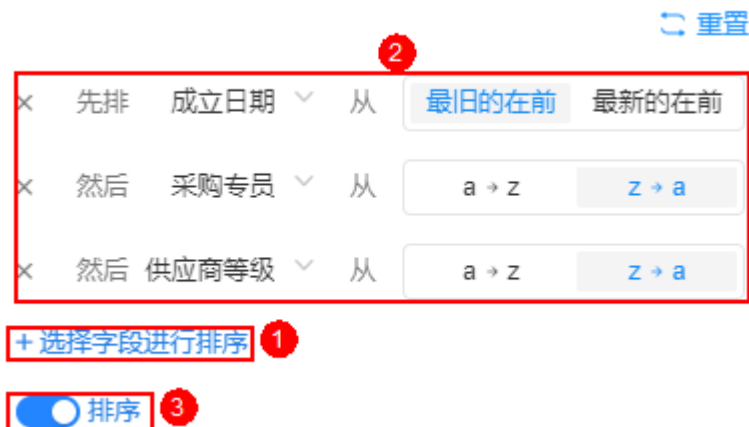 重置
2
× 先排 成立日期 从 最旧的在前 最新的在前
× 然后 采购专员 从 a → z z → a
× 然后 供应商等级 从 a → z z → a
+ 选择字段进行排序 1
排序 3